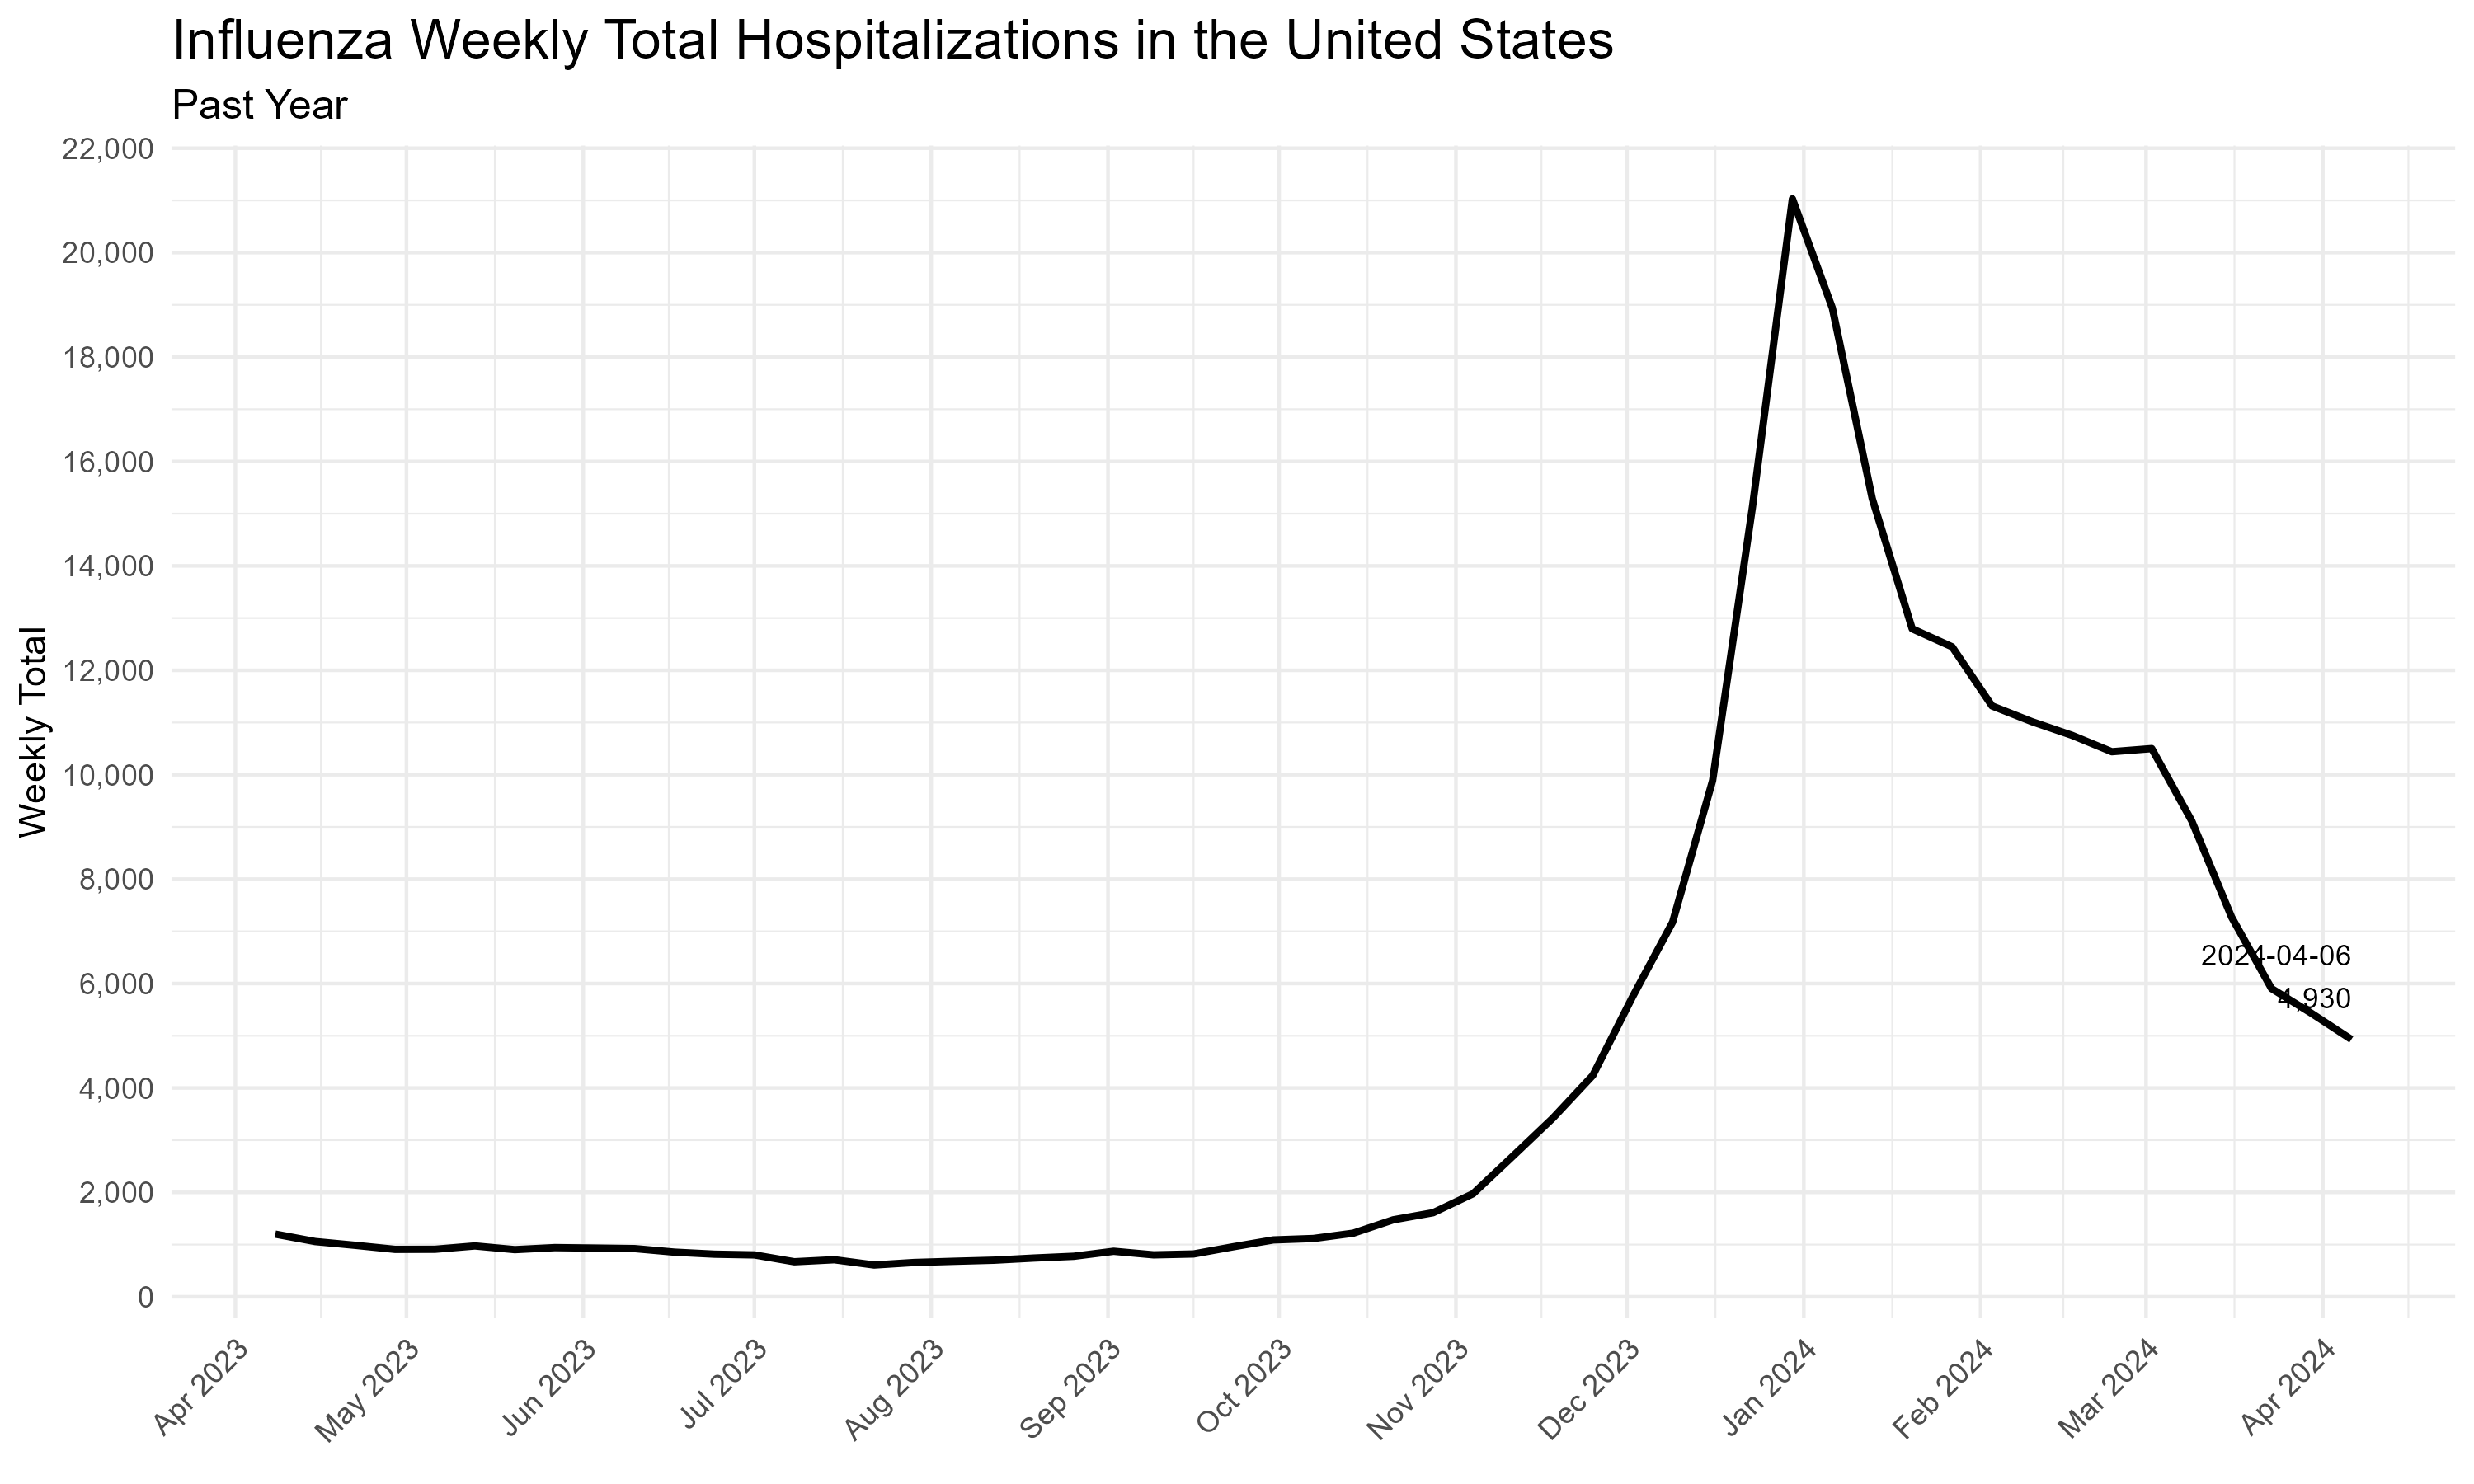 Influenza Weekly Total Hospitalizations in the United States
Past Year
22,000
20,000
18,000
16,000
14,000
12,000
10,000
8,000
6,000
4,000
2,000
0
Weekly Total
2024-04-06
4,930
Apr 2023
May 2023
Jun 2023
Jul 2023
Aug 2023
Sep 2023
Oct 2023
Nov 2023
Dec 2023
Jan 2024
Feb 2024
Mar 2024
Apr 2024